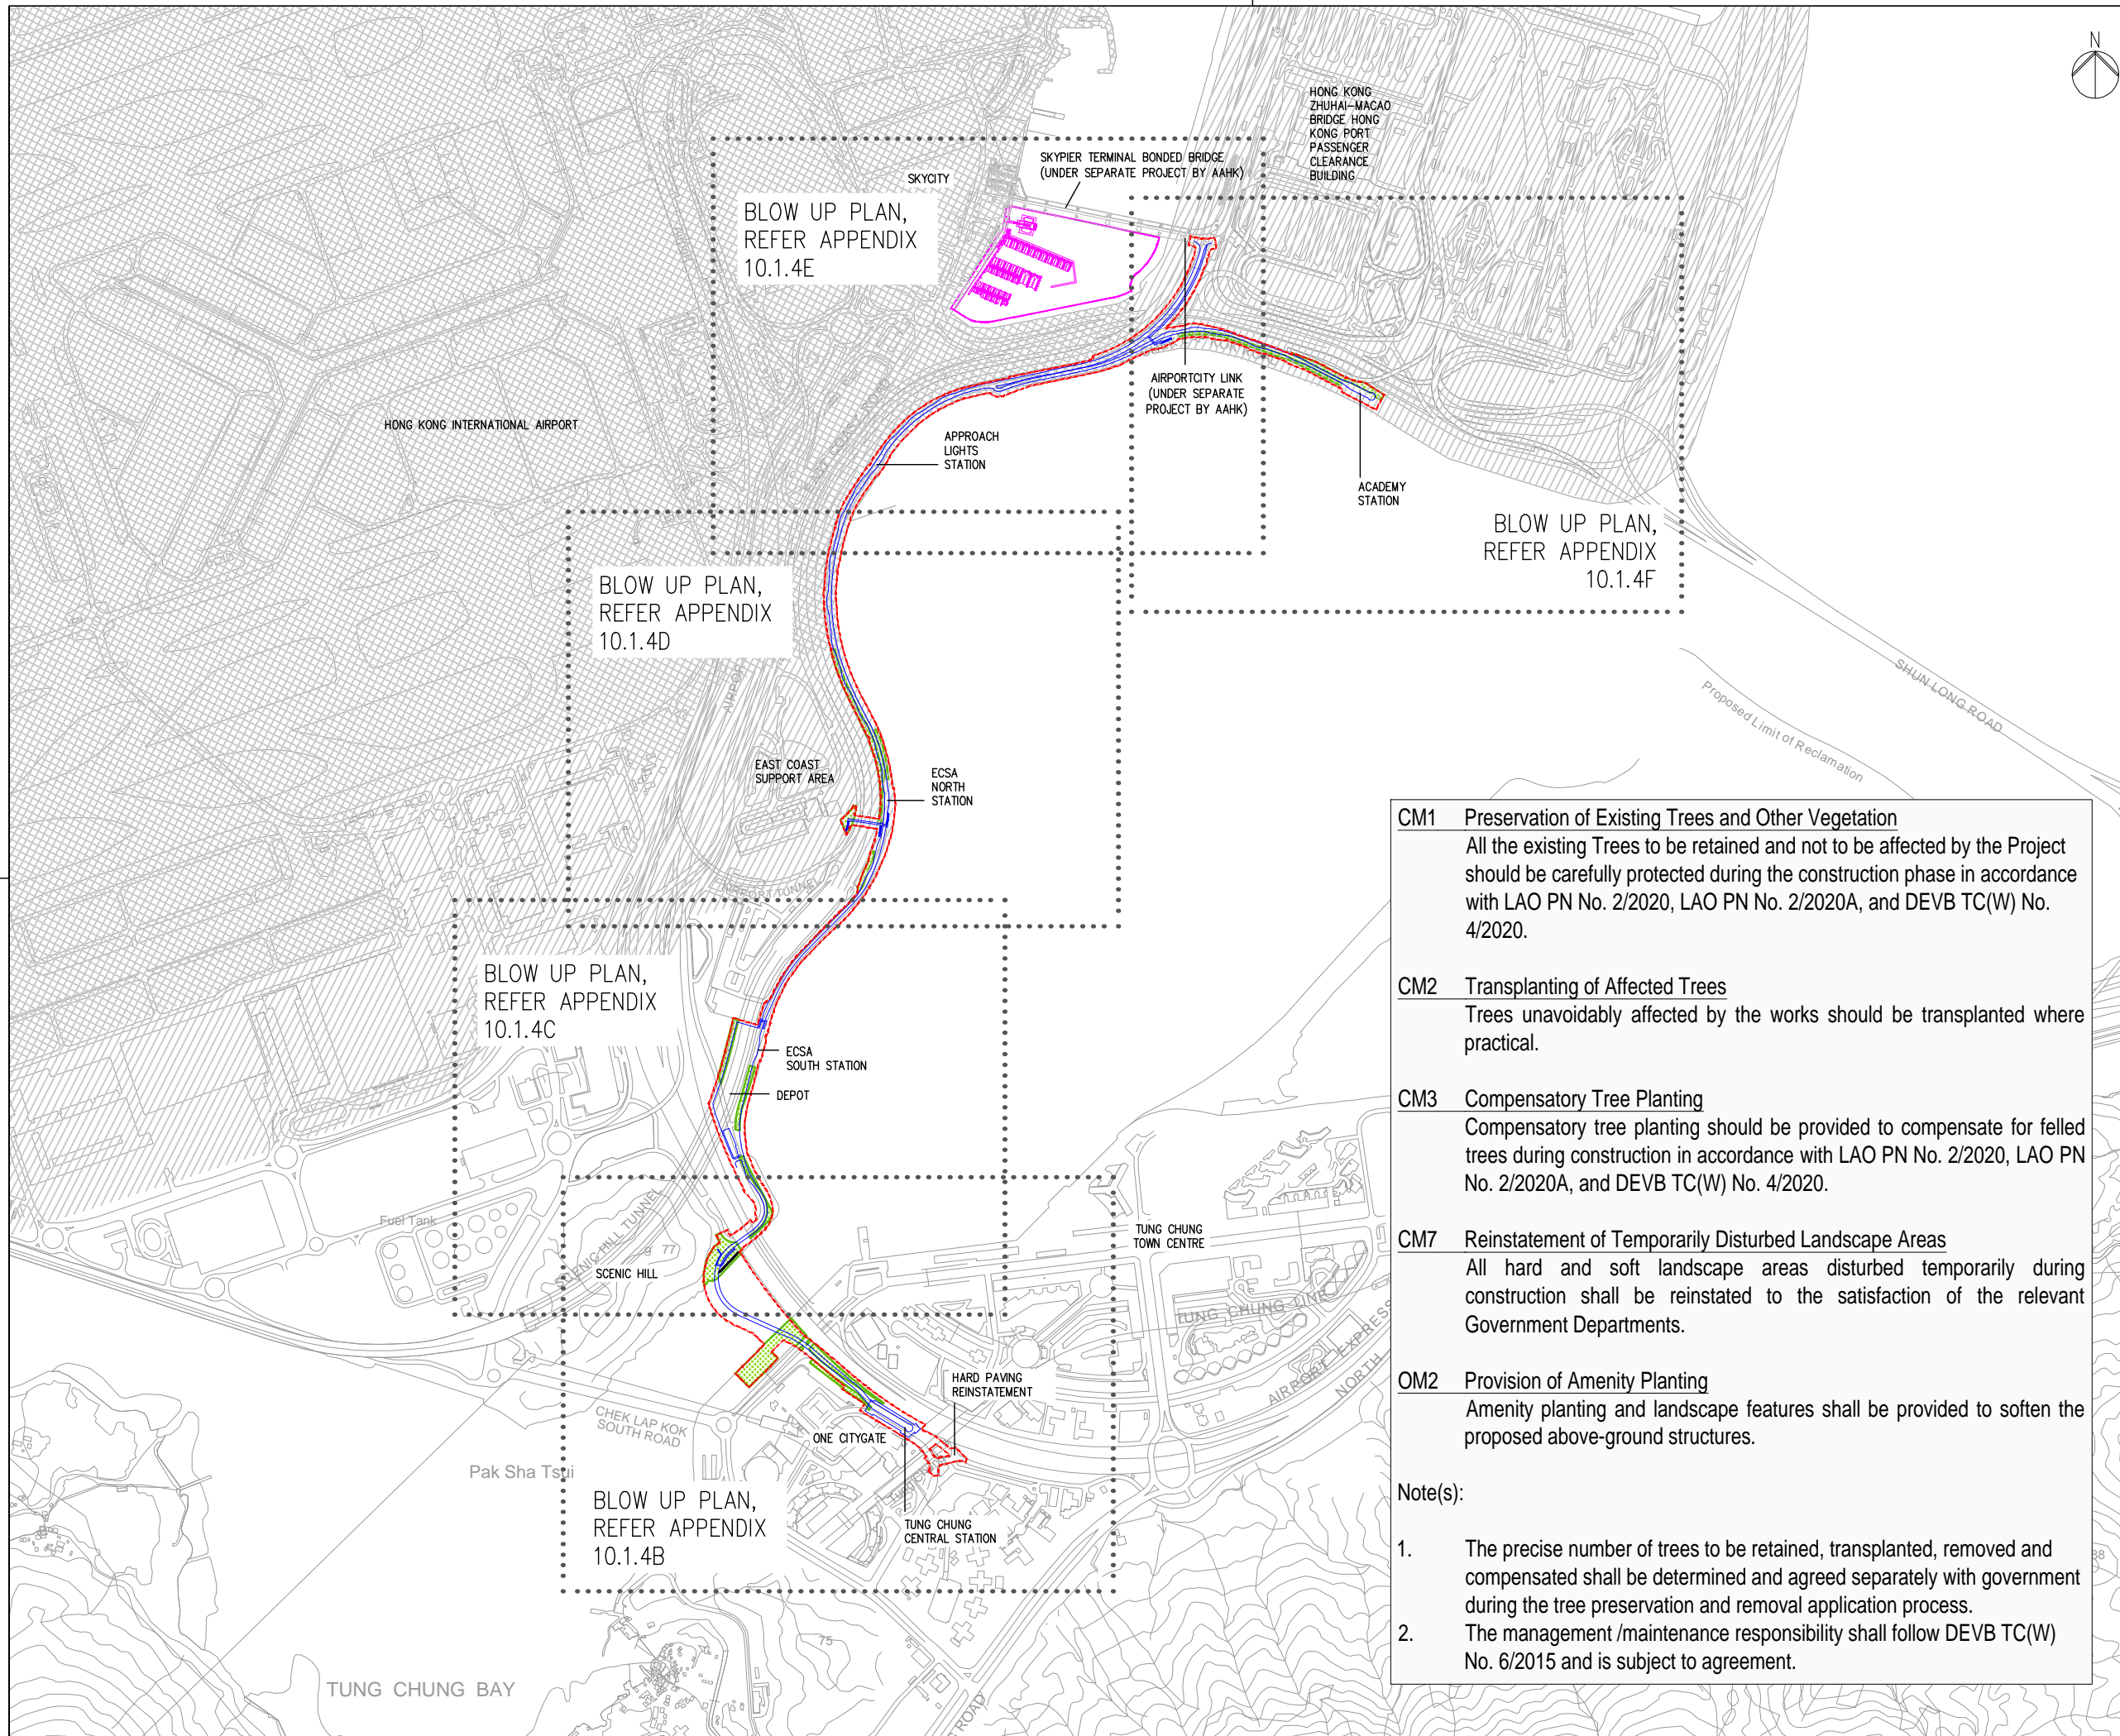 N
HONG KONG
ZHUHAI-MACAO
BRIDGE HONG
KONG PORT
PASSENGER
CLEARANCE
BUILDING
SKYPIER TERMINAL BONDED BRIDGE
(UNDER SEPARATE PROJECT BY AAHK)
SKYCITY
BLOW UP PLAN,
REFER APPENDIX
10.1.4E
AIRPORTCITY LINK
(UNDER SEPARATE
PROJECT BY AAHK)
HONG KONG INTERNATIONAL AIRPORT
APPROACH
LIGHTS
STATION
ACADEMY
STATION
BLOW UP PLAN,
REFER APPENDIX
10.1.4F
BLOW UP PLAN,
REFER APPENDIX
10.1.4D
SHUN LONG ROAD
Proposed Limit of Reclamation
EAST COAST
SUPPORT AREA
ECSA
NORTH
STATION
AIRPORT TUNNEL
BLOW UP PLAN,
REFER APPENDIX
10.1.4C
ECSA
SOUTH STATION
DEPOT
Fuel Tank
SCENIC HILL TUNNEL
9 77
SCENIC HILL
TUNG CHUNG
TOWN CENTRE
TUNG CHUNG LINE
AIRPORT EXPRESS
NORTH
HARD PAVING
REINSTATEMENT
CHEK LAP KOK
SOUTH ROAD
ONE CITYGATE
Pak Sha Tsui
BLOW UP PLAN,
REFER APPENDIX
10.1.4B
TUNG CHUNG
CENTRAL STATION
75
TUNG CHUNG BAY
ROAD
CM1 Preservation of Existing Trees and Other Vegetation
All the existing Trees to be retained and not to be affected by the Project
should be carefully protected during the construction phase in accordance
with LAO PN No. 2/2020, LAO PN No. 2/2020A, and DEVB TC(W) No.
4/2020.
CM2 Transplanting of Affected Trees
Trees unavoidably affected by the works should be transplanted where
practical.
CM3 Compensatory Tree Planting
Compensatory tree planting should be provided to compensate for felled
trees during construction in accordance with LAO PN No. 2/2020, LAO PN
No. 2/2020A, and DEVB TC(W) No. 4/2020.
CM7 Reinstatement of Temporarily Disturbed Landscape Areas
All hard and soft landscape areas disturbed temporarily during
construction shall be reinstated to the satisfaction of the relevant
Government Departments.
OM2 Provision of Amenity Planting
Amenity planting and landscape features shall be provided to soften the
proposed above-ground structures.
Note(s):
1. The precise number of trees to be retained, transplanted, removed and
compensated shall be determined and agreed separately with government
during the tree preservation and removal application process.
2. The management /maintenance responsibility shall follow DEVB TC(W)
No. 6/2015 and is subject to agreement.